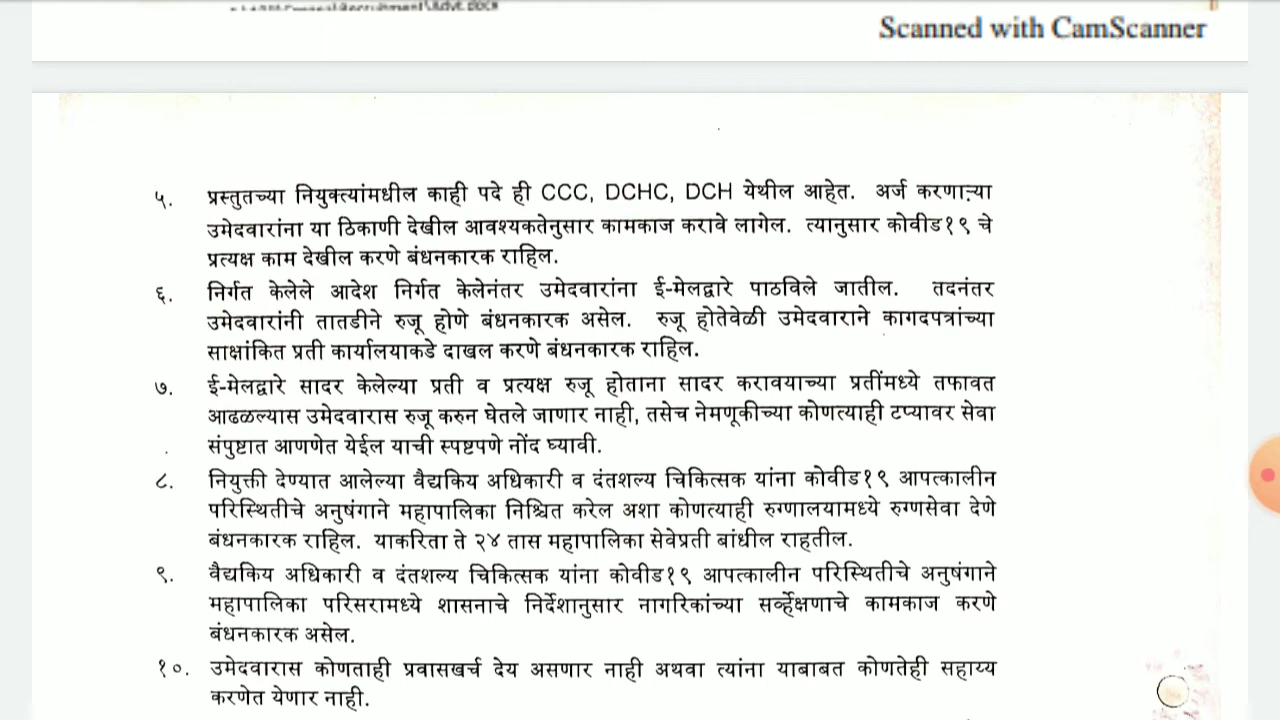 Scanned with CamScanner
५. प्रस्तुतच्या नियुक्त्यांमधील काही पदे ही CCC, DCHC, DCH येथील आहेत. अर्ज करणाऱ्या
उमेदवारांना या ठिकाणी देखील आवश्यकतेनुसार कामकाज करावे लागेल. त्यानुसार कोवीड१९ चे
प्रत्यक्ष काम देखील करणे बंधनकारक राहिल.
६. निर्गत केलेले आदेश निर्गत केलेनंतर उमेदवारांना ई-मेलद्वारे पाठविले जातील. तदनंतर
उमेदवारांनी तातडीने रुजू होणे बंधनकारक असेल. रुजू होतेवेळी उमेदवाराने कागदपत्रांच्या
साक्षांकित प्रती कार्यालयाकडे दाखल करणे बंधनकारक राहिल.
७. ई-मेलद्वारे सादर केलेल्या प्रती व प्रत्यक्ष रुजू होताना सादर करावयाच्या प्रतींमध्ये तफावत
आढळल्यास उमेदवारास रुजू करुन घेतले जाणार नाही, तसेच नेमणूकीच्या कोणत्याही टप्यावर सेवा
संपुष्टात आणणेत येईल याची स्पष्टपणे नोंद घ्यावी.
८. नियुक्ती देण्यात आलेल्या वैद्यकिय अधिकारी व दंतशल्य चिकित्सक यांना कोवीड१९ आपत्कालीन
परिस्थितीचे अनुषंगाने महापालिका निश्चित करेल अशा कोणत्याही रुग्णालयामध्ये रुग्णसेवा देणे
बंधनकारक राहिल. याकरिता ते २४ तास महापालिका सेवेप्रती बांधील राहतील.
९. वैद्यकिय अधिकारी व दंतशल्य चिकित्सक यांना कोवीड१९ आपत्कालीन परिस्थितीचे अनुषंगाने
महापालिका परिसरामध्ये शासनाचे निर्देशानुसार नागरिकांच्या सर्व्हेक्षणाचे कामकाज करणे
बंधनकारक असेल.
१०. उमेदवारास कोणताही प्रवासखर्च देय असणार नाही अथवा त्यांना याबाबत कोणतेही सहाय्य
करणेत येणार नाही.